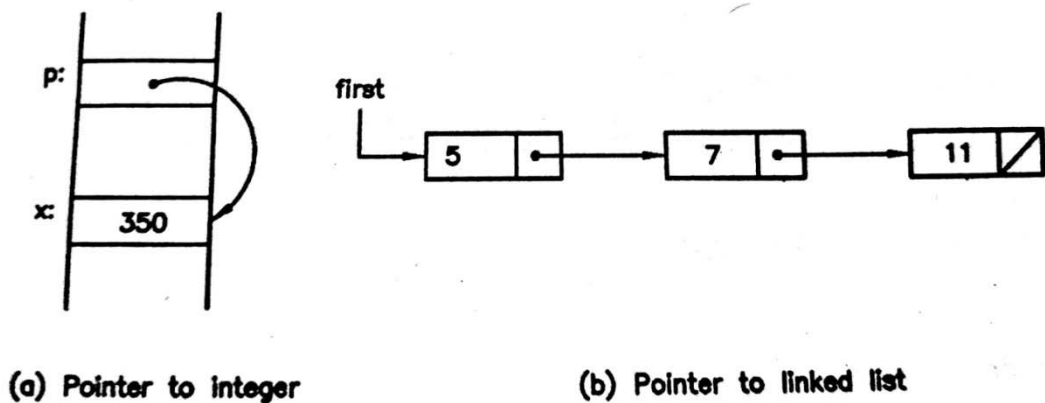 p:
x:
350
(a) Pointer to integer
first
5
7
11
(b) Pointer to linked list